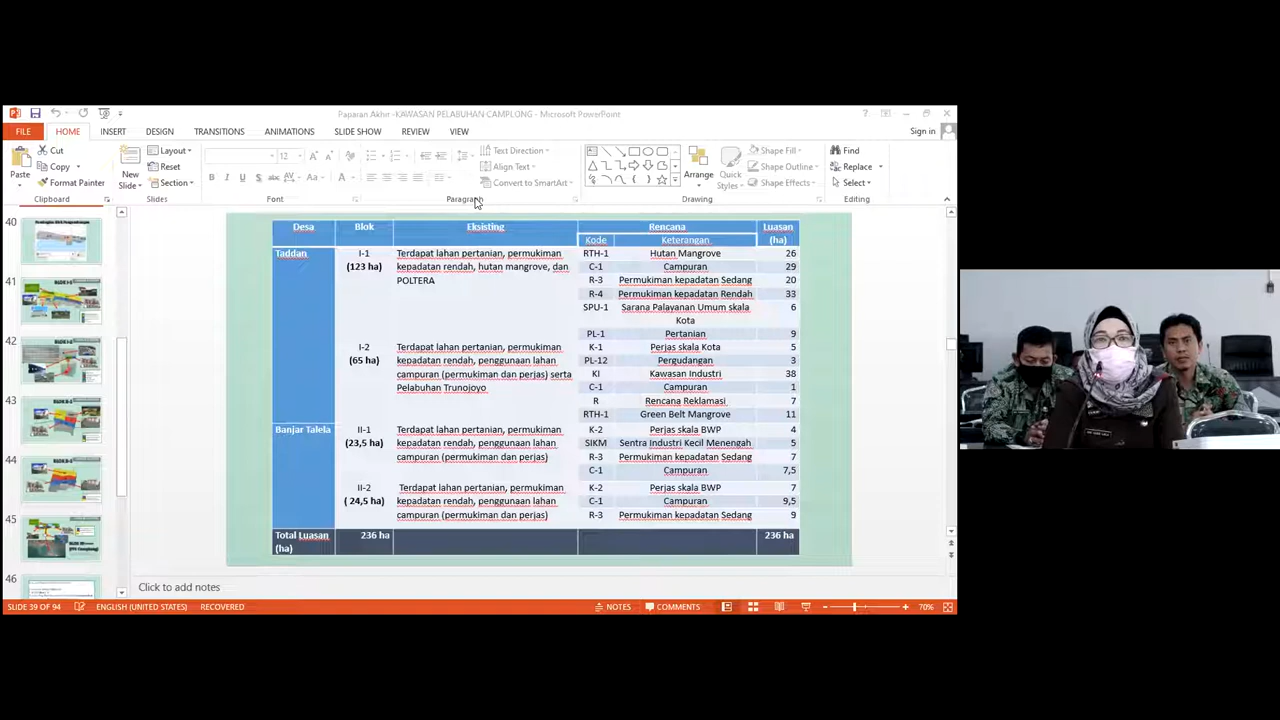 Paparan Akhir -KAWASAN PELABUHAN CAMPLONG - Microsoft PowerPoint
FILE HOME INSERT DESIGN TRANSITIONS ANIMATIONS SLIDE SHOW REVIEW VIEW Sign in
Paste Cut Copy Format Painter
Clipboard
New Slide Layout Reset Section
Slides
12
Font
Text Direction
Align Text
Convert to SmartArt
Paragraph
Arrange
Quick Styles
Shape Fill
Shape Outline
Shape Effects
Drawing
Find
Replace
Select
Editing
40
41
42
43
44
45
46
Desa Blok Eksisting Rencana Luasan (ha)
Kode Keterangan
Taddan I-1 Terdapat lahan pertanian, permukiman RTH-1 Hutan Mangrove 26
(123 ha) kepadatan rendah, hutan mangrove, dan C-1 Campuran 29
POLTERA R-3 Permukiman kepadatan Sedang 20
R-4 Permukiman kepadatan Rendah 33
SPU-1 Sarana Palayanan Umum skala 6
Kota
PL-1 Pertanian 9
I-2 Terdapat lahan pertanian, permukiman K-1 Perjas skala Kota 5
(65 ha) kepadatan rendah, penggunaan lahan PL-12 Pergudangan 3
campuran (permukiman dan perjas) serta KI Kawasan Industri 38
Pelabuhan Trunojoyo C-1 Campuran 1
R Rencana Reklamasi 7
RTH-1 Green Belt Mangrove 11
Banjar Talela II-1 Terdapat lahan pertanian, permukiman K-2 Perjas skala BWP 4
(23,5 ha) kepadatan rendah, penggunaan lahan SIKM Sentra Industri Kecil Menengah 5
campuran (permukiman dan perjas) R-3 Permukiman kepadatan Sedang 7
C-1 Campuran 7,5
II-2 Terdapat lahan pertanian, permukiman K-2 Perjas skala BWP 7
( 24,5 ha) kepadatan rendah, penggunaan lahan C-1 Campuran 9,5
campuran (permukiman dan perjas) R-3 Permukiman kepadatan Sedang 9
Total Luasan 236 ha 236 ha
(ha)
Click to add notes
SLIDE 39 OF 94 ENGLISH (UNITED STATES) RECOVERED NOTES COMMENTS 70%